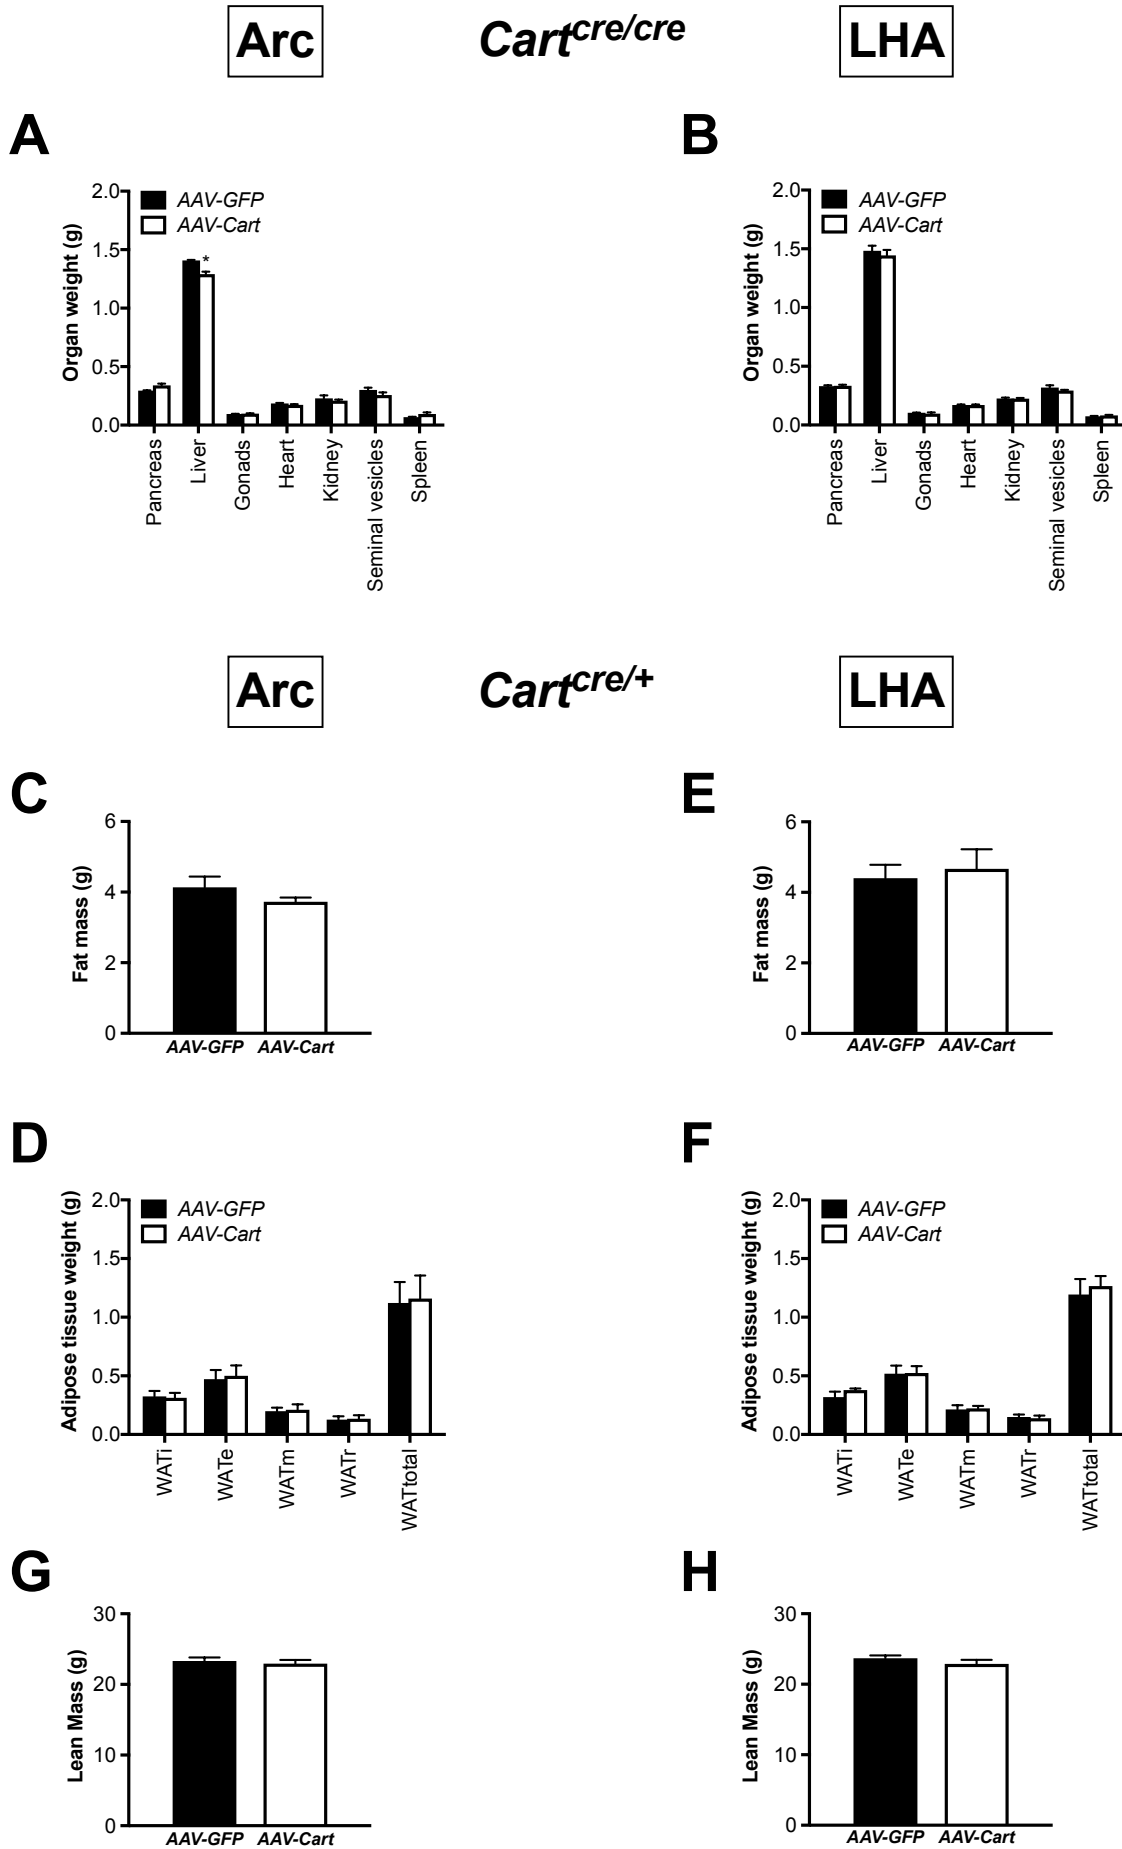 Arc Cart^cre/cre LHA
A
Organ weight (g)
2.0
1.5
1.0
0.5
0.0
AAV-GFP
AAV-Cart
*
Pancreas
Liver
Gonads
Heart
Kidney
Seminal vesicles
Spleen
B
Organ weight (g)
2.0
1.5
1.0
0.5
0.0
AAV-GFP
AAV-Cart
Pancreas
Liver
Gonads
Heart
Kidney
Seminal vesicles
Spleen
Arc Cart^cre/+ LHA
C
Fat mass (g)
6
4
2
0
AAV-GFP AAV-Cart
E
Fat mass (g)
6
4
2
0
AAV-GFP AAV-Cart
D
Adipose tissue weight (g)
2.0
1.5
1.0
0.5
0.0
AAV-GFP
AAV-Cart
WATi
WATe
WATm
WATr
WATtotal
F
Adipose tissue weight (g)
2.0
1.5
1.0
0.5
0.0
AAV-GFP
AAV-Cart
WATi
WATe
WATm
WATr
WATtotal
G
Lean Mass (g)
30
20
10
0
AAV-GFP AAV-Cart
H
Lean Mass (g)
30
20
10
0
AAV-GFP AAV-Cart